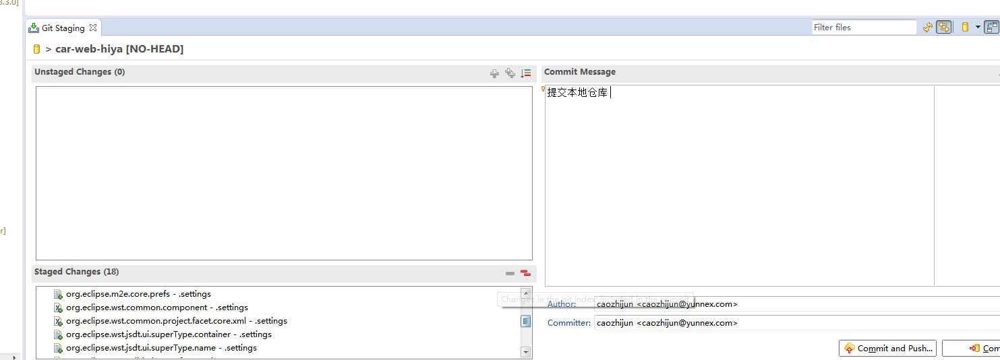 3.3.0]
Git Staging
Filter files
> car-web-hiya [NO-HEAD]
Unstaged Changes (0)
Commit Message
提交本地仓库
r]
Staged Changes (18)
org.eclipse.m2e.core.prefs - .settings
org.eclipse.wst.common.component - .settings
org.eclipse.wst.common.project.facet.core.xml - .settings
org.eclipse.wst.jsdt.ui.superType.container - .settings
org.eclipse.wst.jsdt.ui.superType.name - .settings
Changes in the git index: included in the commit
Author: caozhijun <caozhijun@yunnex.com>
Committer: caozhijun <caozhijun@yunnex.com>
Commit and Push...
Com